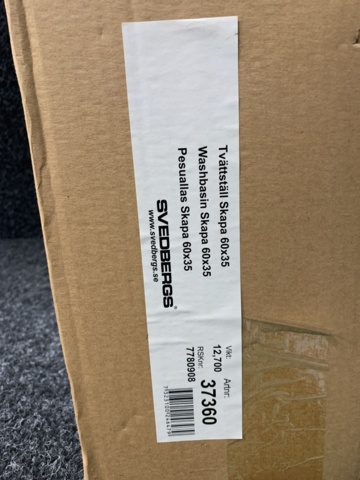 Tvättställ Skapa 60x35
Washbasin Skapa 60x35
Pesuallas Skapa 60x35
SVEDBERGS®
www.svedbergs.se
Vikt:
12,700
Artnr:
37360
RSKnr:
7780908